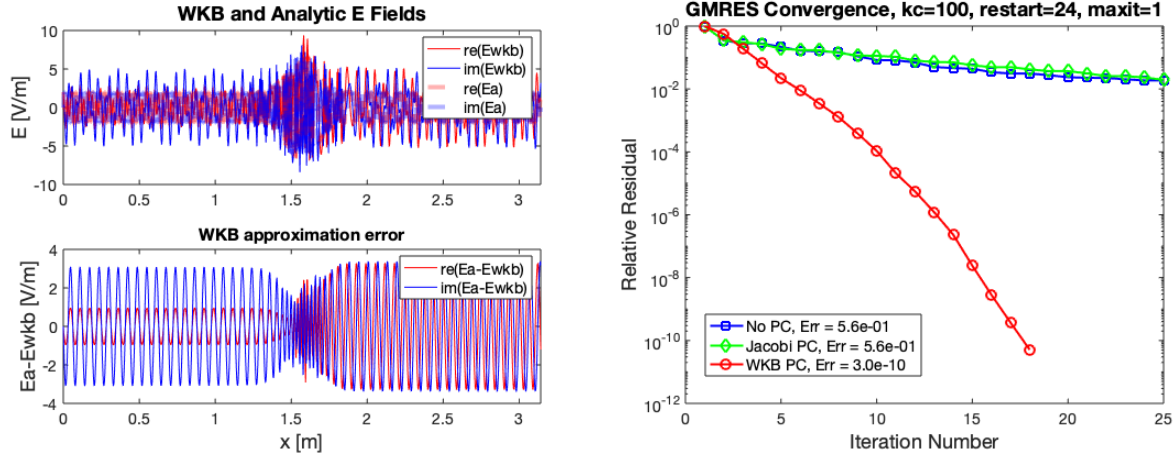 WKB and Analytic E Fields
E [V/m]
10
5
0
-5
-10
re(Ewkb)
im(Ewkb)
re(Ea)
im(Ea)
0 0.5 1 1.5 2 2.5 3
WKB approximation error
Ea-Ewkb [V/m]
4
2
0
-2
-4
re(Ea-Ewkb)
im(Ea-Ewkb)
0 0.5 1 1.5 2 2.5 3
x [m]
GMRES Convergence, kc=100, restart=24, maxit=1
Relative Residual
10^0
10^-2
10^-4
10^-6
10^-8
10^-10
10^-12
No PC, Err = 5.6e-01
Jacobi PC, Err = 5.6e-01
WKB PC, Err = 3.0e-10
0 5 10 15 20 25
Iteration Number